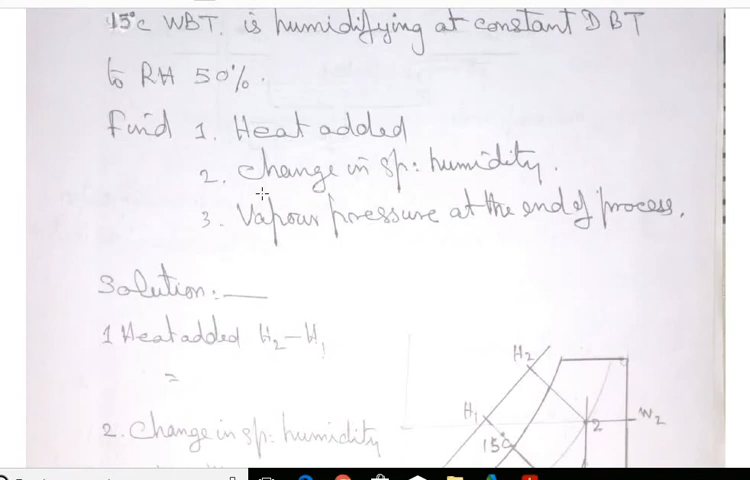 15°C WBT. is humidifying at constant DBT
to RH 50%.
Find 1. Heat added
2. Change in sp: humidity.
3. Vapour pressure at the end of process.
Solution:—
1 Heat added H₂-H₁
=
H₂
H₁
15°C
2
W₂
2. Change in sp: humidity